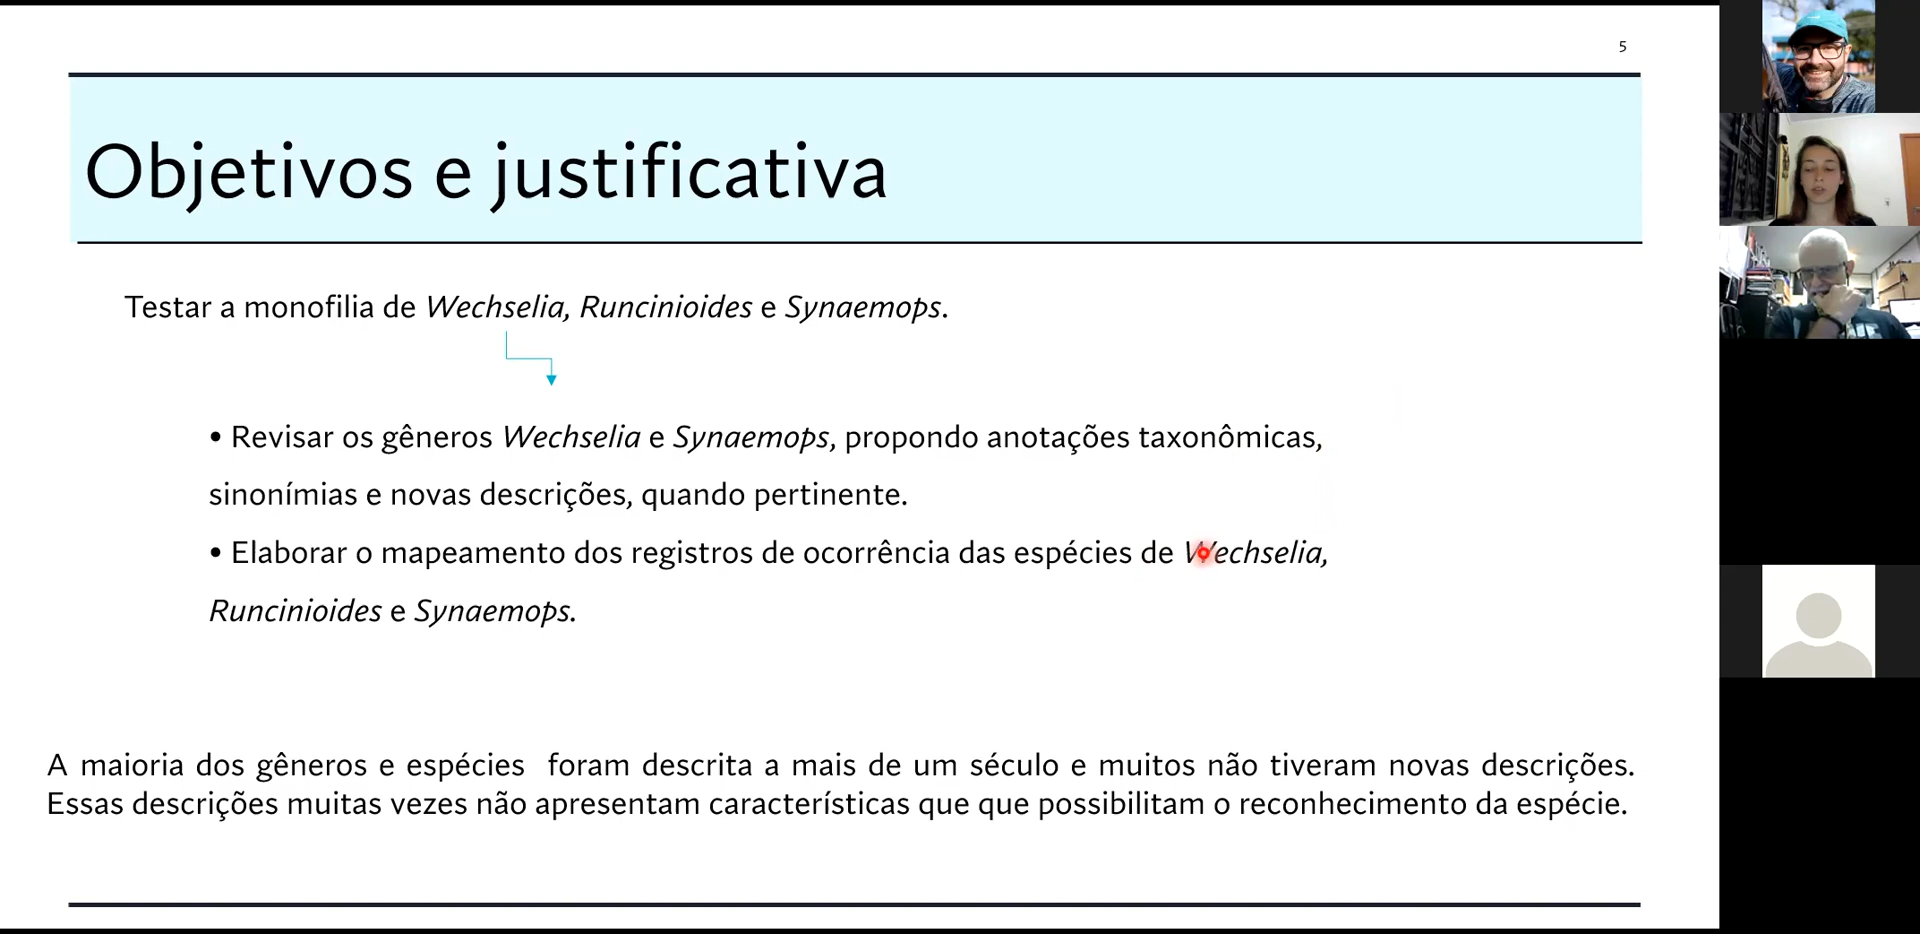 5
Objetivos e justificativa
Testar a monofilia de Wechselia, Runcinioides e Synaemops.
• Revisar os gêneros Wechselia e Synaemops, propondo anotações taxonômicas,
sinonímias e novas descrições, quando pertinente.
• Elaborar o mapeamento dos registros de ocorrência das espécies de Wechselia,
Runcinioides e Synaemops.
A maioria dos gêneros e espécies foram descrita a mais de um século e muitos não tiveram novas descrições.
Essas descrições muitas vezes não apresentam características que que possibilitam o reconhecimento da espécie.